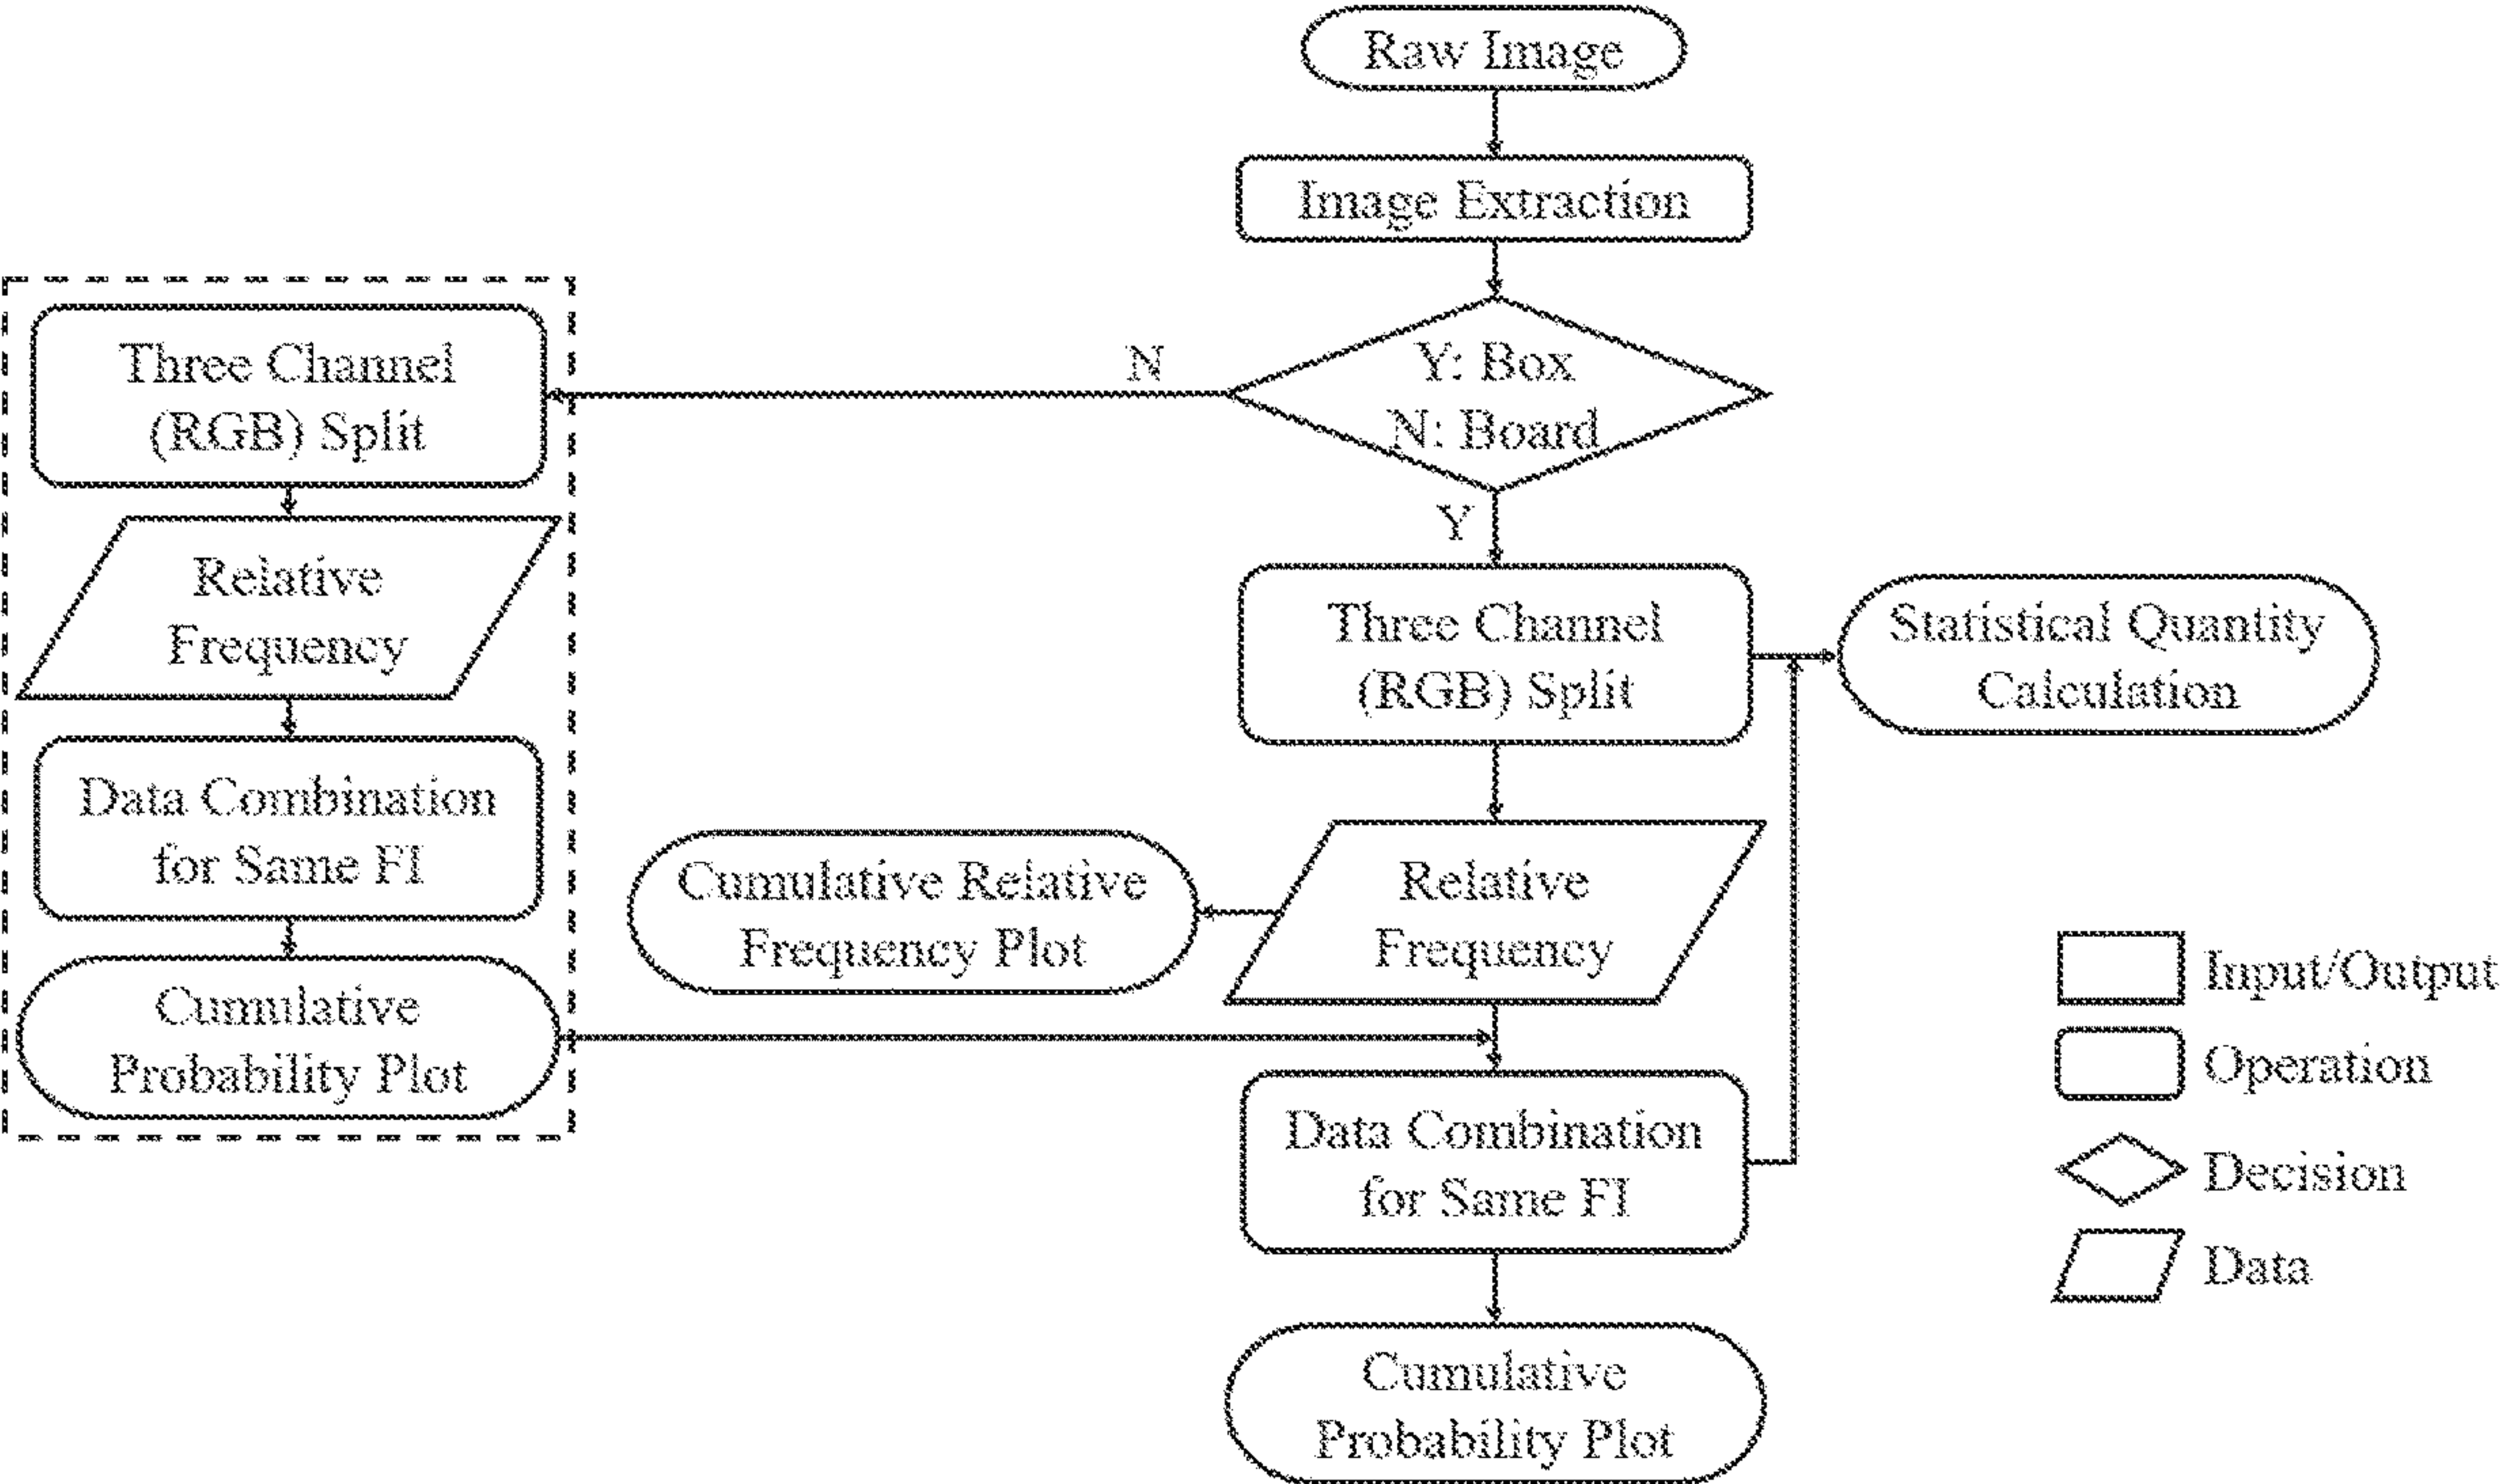 Raw Image
Image Extraction
Y: Box
N: Board
N
Y
Three Channel
(RGB) Split
Relative
Frequency
Data Combination
for Same FI
Cumulative
Probability Plot
Three Channel
(RGB) Split
Statistical Quantity
Calculation
Relative
Frequency
Cumulative Relative
Frequency Plot
Data Combination
for Same FI
Cumulative
Probability Plot
Input/Output
Operation
Decision
Data